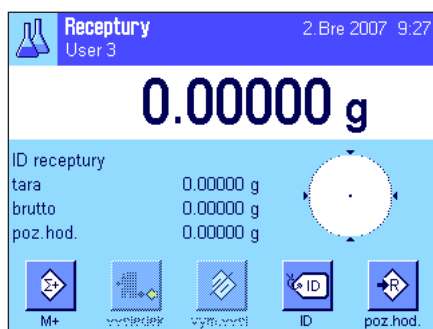 Receptury 2.Bre 2007 9:27
User 3
0.00000 g
ID receptury
tara 0.00000 g
brutto 0.00000 g
poz.hod. 0.00000 g
Σ+ ID R
M+ ID poz.hod.